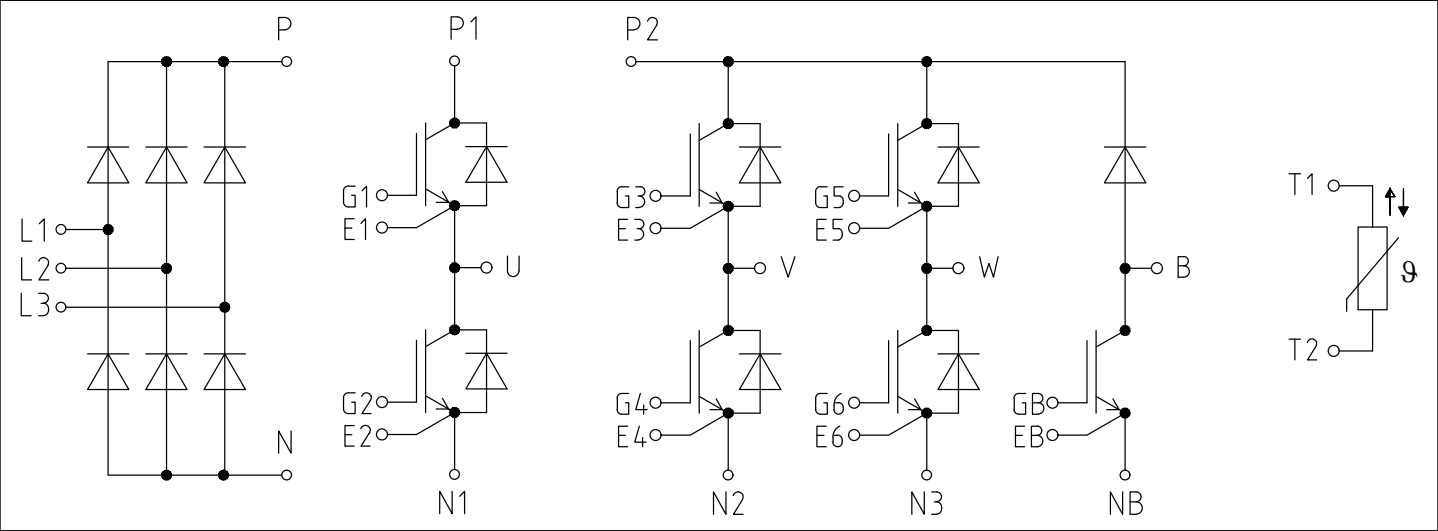 P P1 P2
G1 G3 G5 T1
L1 E1 E3 E5
L2 U V W B ϑ
L3
T2
G2 G4 G6 GB
N E2 E4 E6 EB
N1 N2 N3 NB